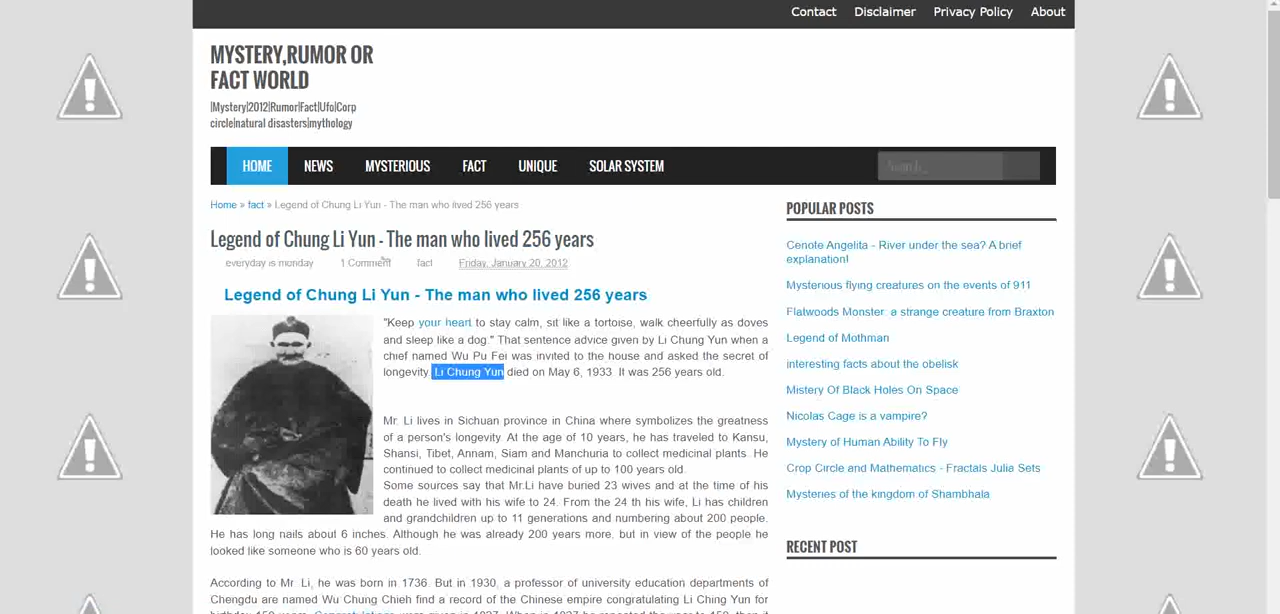 Contact Disclaimer Privacy Policy About
MYSTERY,RUMOR OR
FACT WORLD
|Mystery|2012|Rumor|Fact|Ufo|Corp
circle|natural disasters|mythology
HOME NEWS MYSTERIOUS FACT UNIQUE SOLAR SYSTEM
Home » fact » Legend of Chung Li Yun - The man who lived 256 years
Legend of Chung Li Yun - The man who lived 256 years
everyday is monday 1 Comment fact Friday, January 20, 2012
Legend of Chung Li Yun - The man who lived 256 years
"Keep your heart to stay calm, sit like a tortoise, walk cheerfully as doves
and sleep like a dog." That sentence advice given by Li Chung Yun when a
chief named Wu Pu Fei was invited to the house and asked the secret of
longevity. Li Chung Yun died on May 6, 1933 It was 256 years old.
Mr. Li lives in Sichuan province in China where symbolizes the greatness
of a person's longevity. At the age of 10 years, he has traveled to Kansu,
Shansi, Tibet, Annam, Siam and Manchuria to collect medicinal plants. He
continued to collect medicinal plants of up to 100 years old.
Some sources say that Mr.Li have buried 23 wives and at the time of his
death he lived with his wife to 24. From the 24 th his wife, Li has children
and grandchildren up to 11 generations and numbering about 200 people.
He has long nails about 6 inches. Although he was already 200 years more, but in view of the people he
looked like someone who is 60 years old.
According to Mr. Li, he was born in 1736. But in 1930, a professor of university education departments of
Chengdu are named Wu Chung Chieh find a record of the Chinese empire congratulating Li Ching Yun for
POPULAR POSTS
Cenote Angelita - River under the sea? A brief
explanation!
Mysterious flying creatures on the events of 911
Flatwoods Monster a strange creature from Braxton
Legend of Mothman
interesting facts about the obelisk
Mistery Of Black Holes On Space
Nicolas Cage is a vampire?
Mystery of Human Ability To Fly
Crop Circle and Mathematics - Fractals Julia Sets
Mysteries of the kingdom of Shambhala
RECENT POST